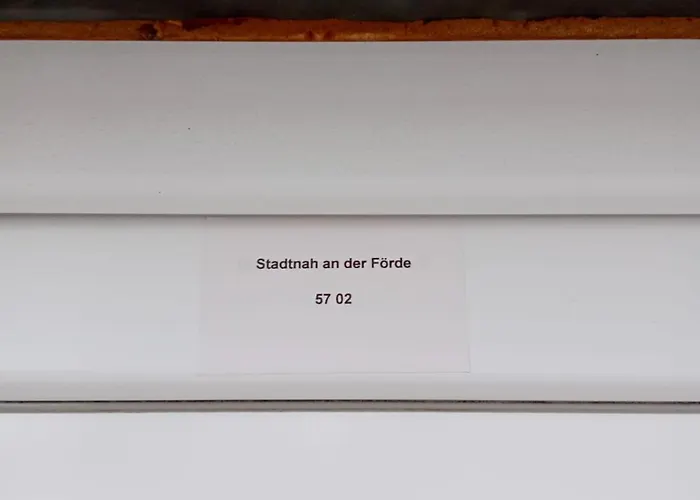 Stadtnah an der Förde
57 02